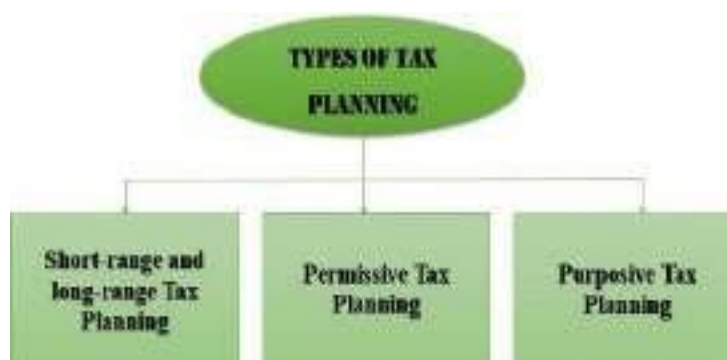 TYPES OF TAX
PLANNING
Short-range and
long-range Tax
Planning
Permissive Tax
Planning
Purposive Tax
Planning